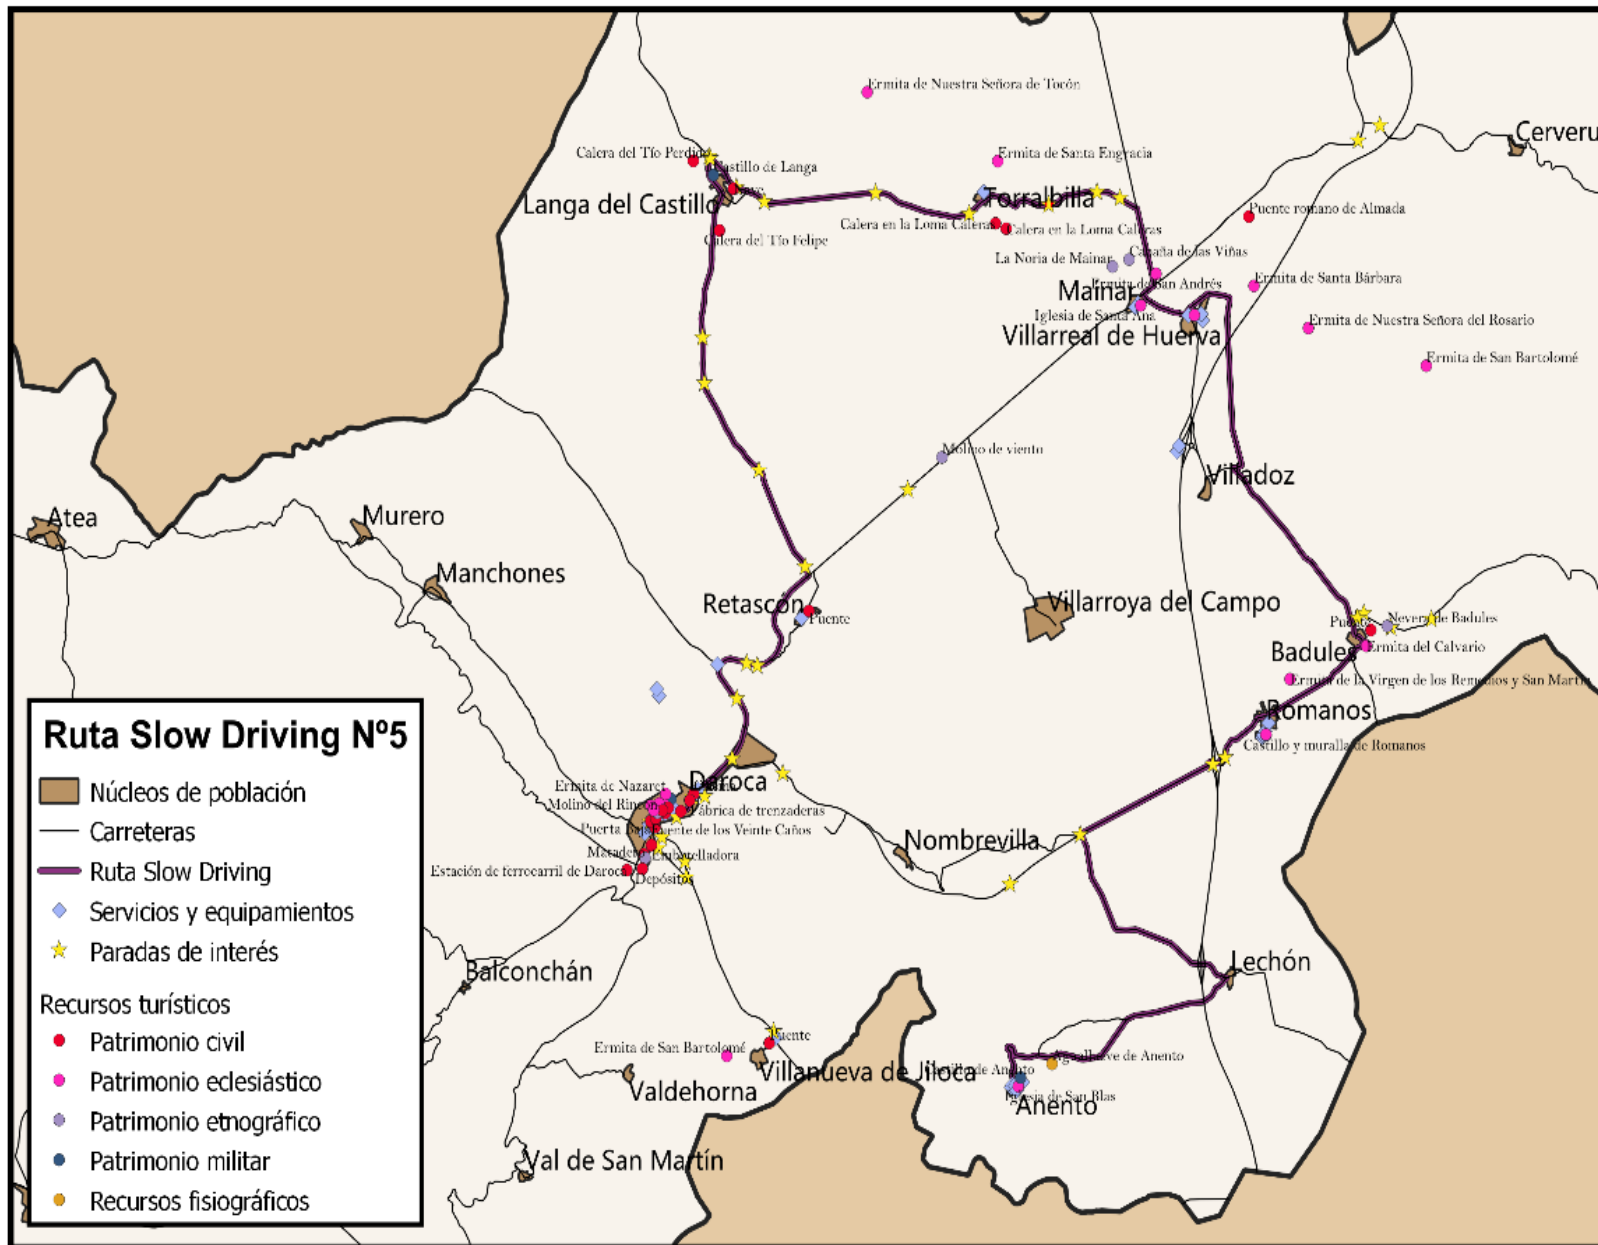 Ermita de Nuestra Señora de Tocón
Cerveru
Calera del Tío Perdido
Castillo de Langa
Ermita de Santa Engracia
Nave
Langa del Castillo
Torralbilla
Puente romano de Almada
Calera en la Loma Caleras
Calera en la Loma Caleras
Calera del Tío Felipe
Cabaña de las Viñas
La Noria de Mainar
Ermita de San Andrés
Ermita de Santa Bárbara
Mainar
Iglesia de Santa Ana
Ermita de Nuestra Señora del Rosario
Villarreal de Huerva
Ermita de San Bartolomé
Molino de viento
Villadoz
Atea
Murero
Manchones
Retascón
Puente
Villarroya del Campo
Puente
Nevera de Badules
Badules
Ermita del Calvario
Ermita de la Virgen de los Remedios y San Martín
Romanos
Castillo y muralla de Romanos
Daroca
Ermita de Nazaret
Molino del Rincón
Fábrica de trenzaderas
Puerta Baja
Fuente de los Veinte Caños
Matadero
Embotelladora
Estación de ferrocarril de Daroca
Depósitos
Nombrevilla
Balconchán
Lechón
Puente
Ermita de San Bartolomé
Villanueva de Jiloca
Valdehorna
Aguallueve de Anento
Castillo de Anento
Iglesia de San Blas
Anento
Val de San Martín
Ruta Slow Driving Nº5
Núcleos de población
Carreteras
Ruta Slow Driving
Servicios y equipamientos
Paradas de interés
Recursos turísticos
Patrimonio civil
Patrimonio eclesiástico
Patrimonio etnográfico
Patrimonio militar
Recursos fisiográficos